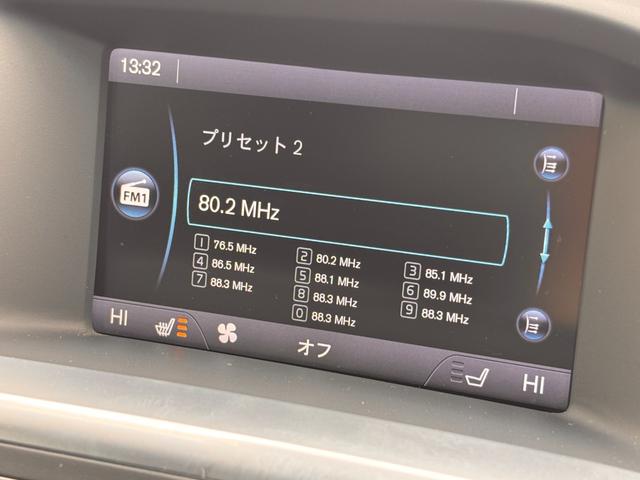 13:32
プリセット 2
FM1
80.2 MHz
1 76.5 MHz 2 80.2 MHz 3 85.1 MHz
4 86.5 MHz 5 88.1 MHz 6 89.9 MHz
7 88.3 MHz 8 88.3 MHz 9 88.3 MHz
0 88.3 MHz
HI オフ HI